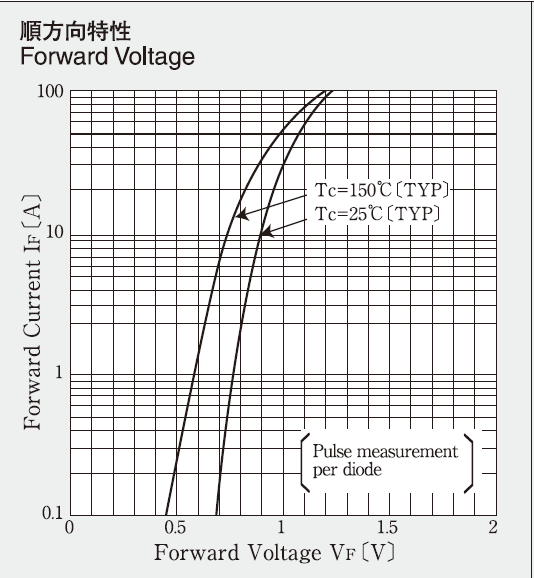 順方向特性
Forward Voltage
100
10
1
0.1
Forward Current IF〔A〕
Tc=150℃〔TYP〕
Tc=25℃〔TYP〕
Pulse measurement
per diode
0
0.5
1
1.5
2
Forward Voltage VF〔V〕